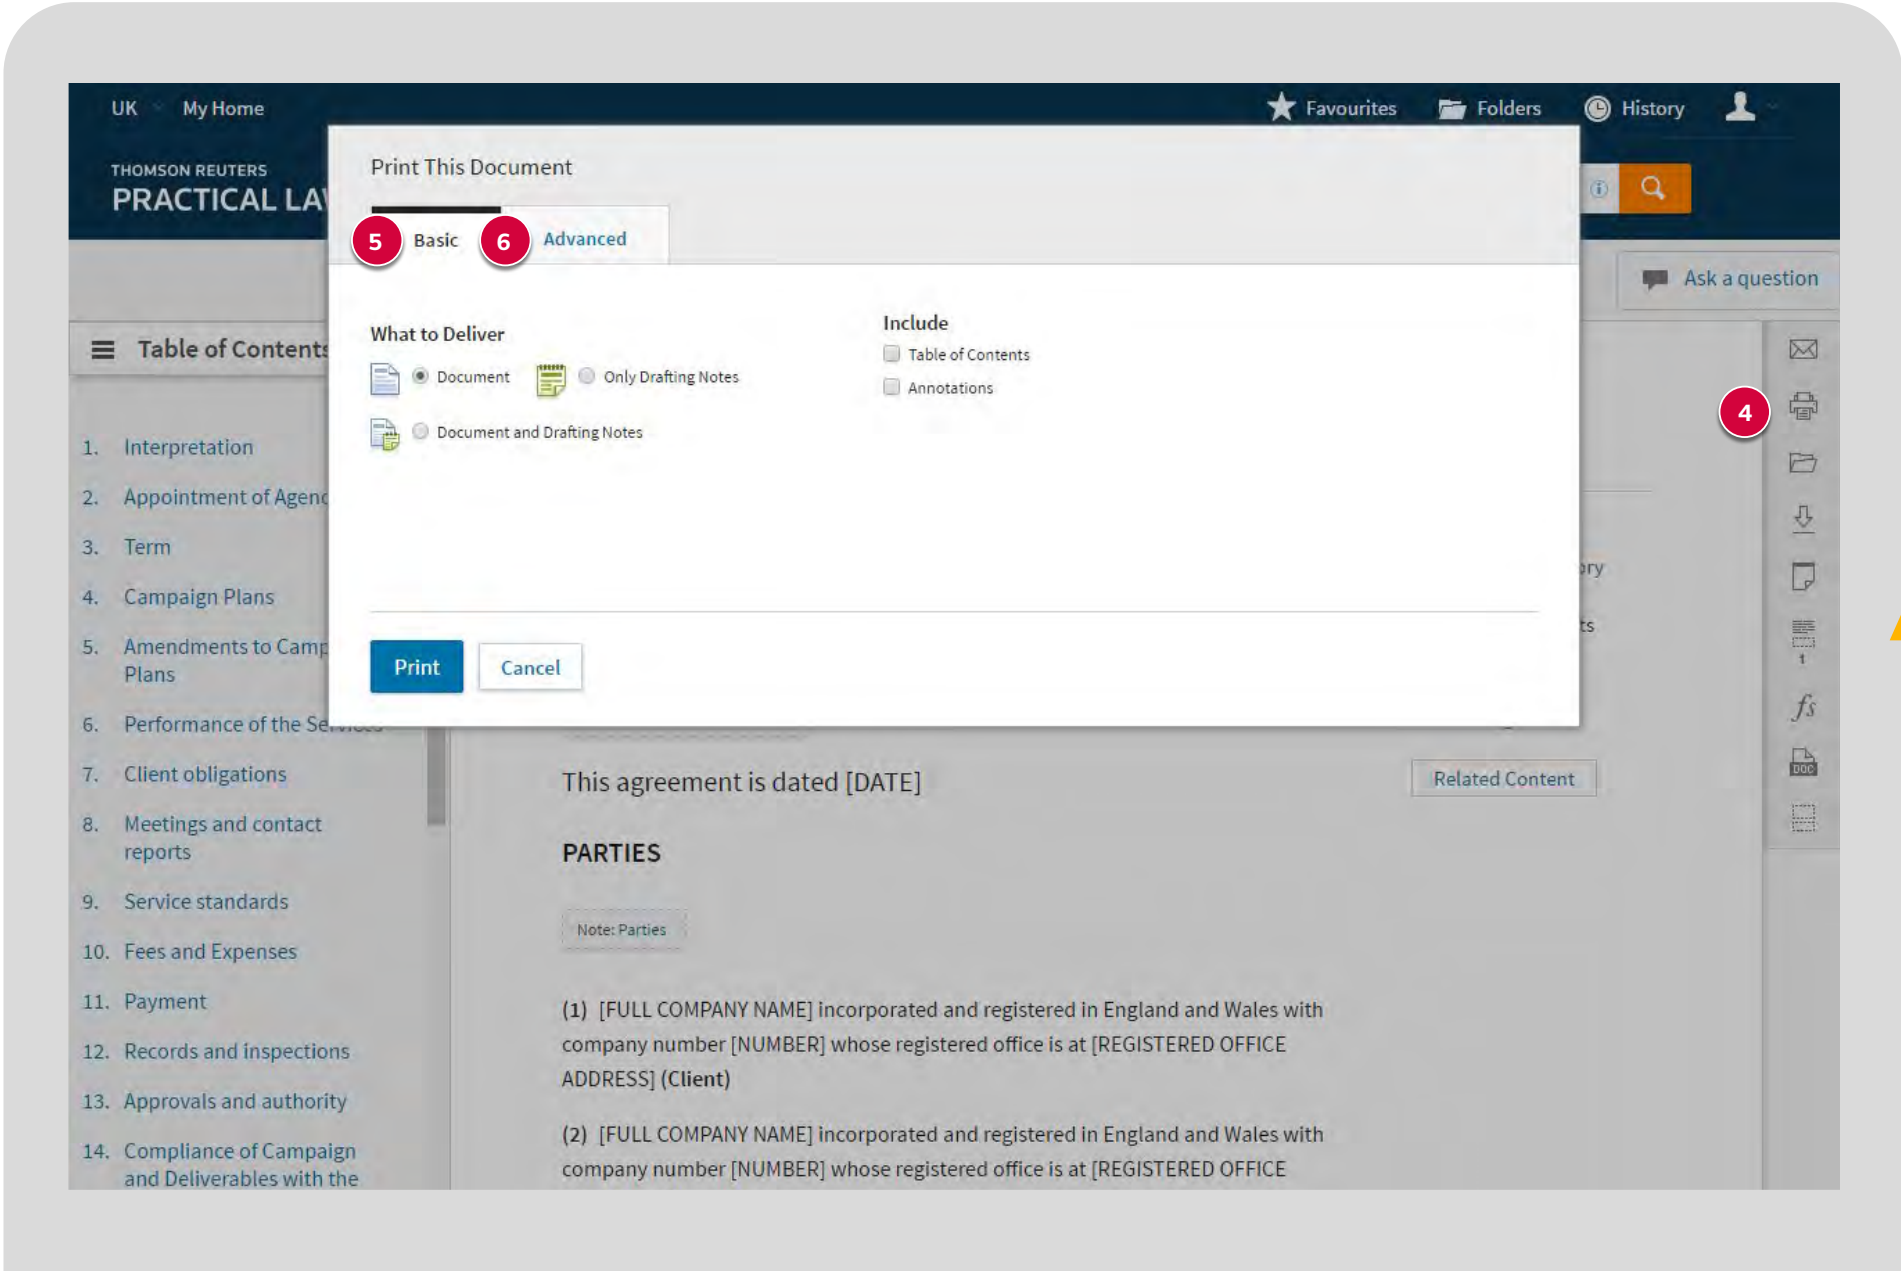 UK My Home Favourites Folders History
THOMSON REUTERS
PRACTICAL LA
Print This Document
5 Basic 6 Advanced
Ask a question
What to Deliver
Document Only Drafting Notes
Document and Drafting Notes
Include
Table of Contents
Annotations
Print Cancel
4
Table of Contents
1. Interpretation
2. Appointment of Agenc
3. Term
4. Campaign Plans
5. Amendments to Camp
Plans
6. Performance of the Services
7. Client obligations
8. Meetings and contact
reports
9. Service standards
10. Fees and Expenses
11. Payment
12. Records and inspections
13. Approvals and authority
14. Compliance of Campaign
and Deliverables with the
ory
ts
t
fs
DOC
This agreement is dated [DATE]
Related Content
PARTIES
Note: Parties
(1) [FULL COMPANY NAME] incorporated and registered in England and Wales with
company number [NUMBER] whose registered office is at [REGISTERED OFFICE
ADDRESS] (Client)
(2) [FULL COMPANY NAME] incorporated and registered in England and Wales with
company number [NUMBER] whose registered office is at [REGISTERED OFFICE